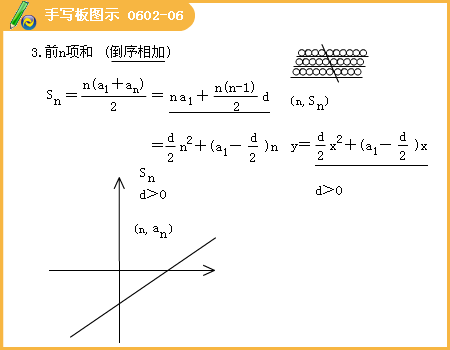 手写板图示 0602-06
3.前n项和 (倒序相加)
Sn = n(a1+an)/2 = na1 + n(n-1)/2 d
(n, Sn)
= d/2 n²+(a1- d/2 )n
y= d/2 x²+(a1- d/2 )x
Sn
d>0
d>0
(n, an)